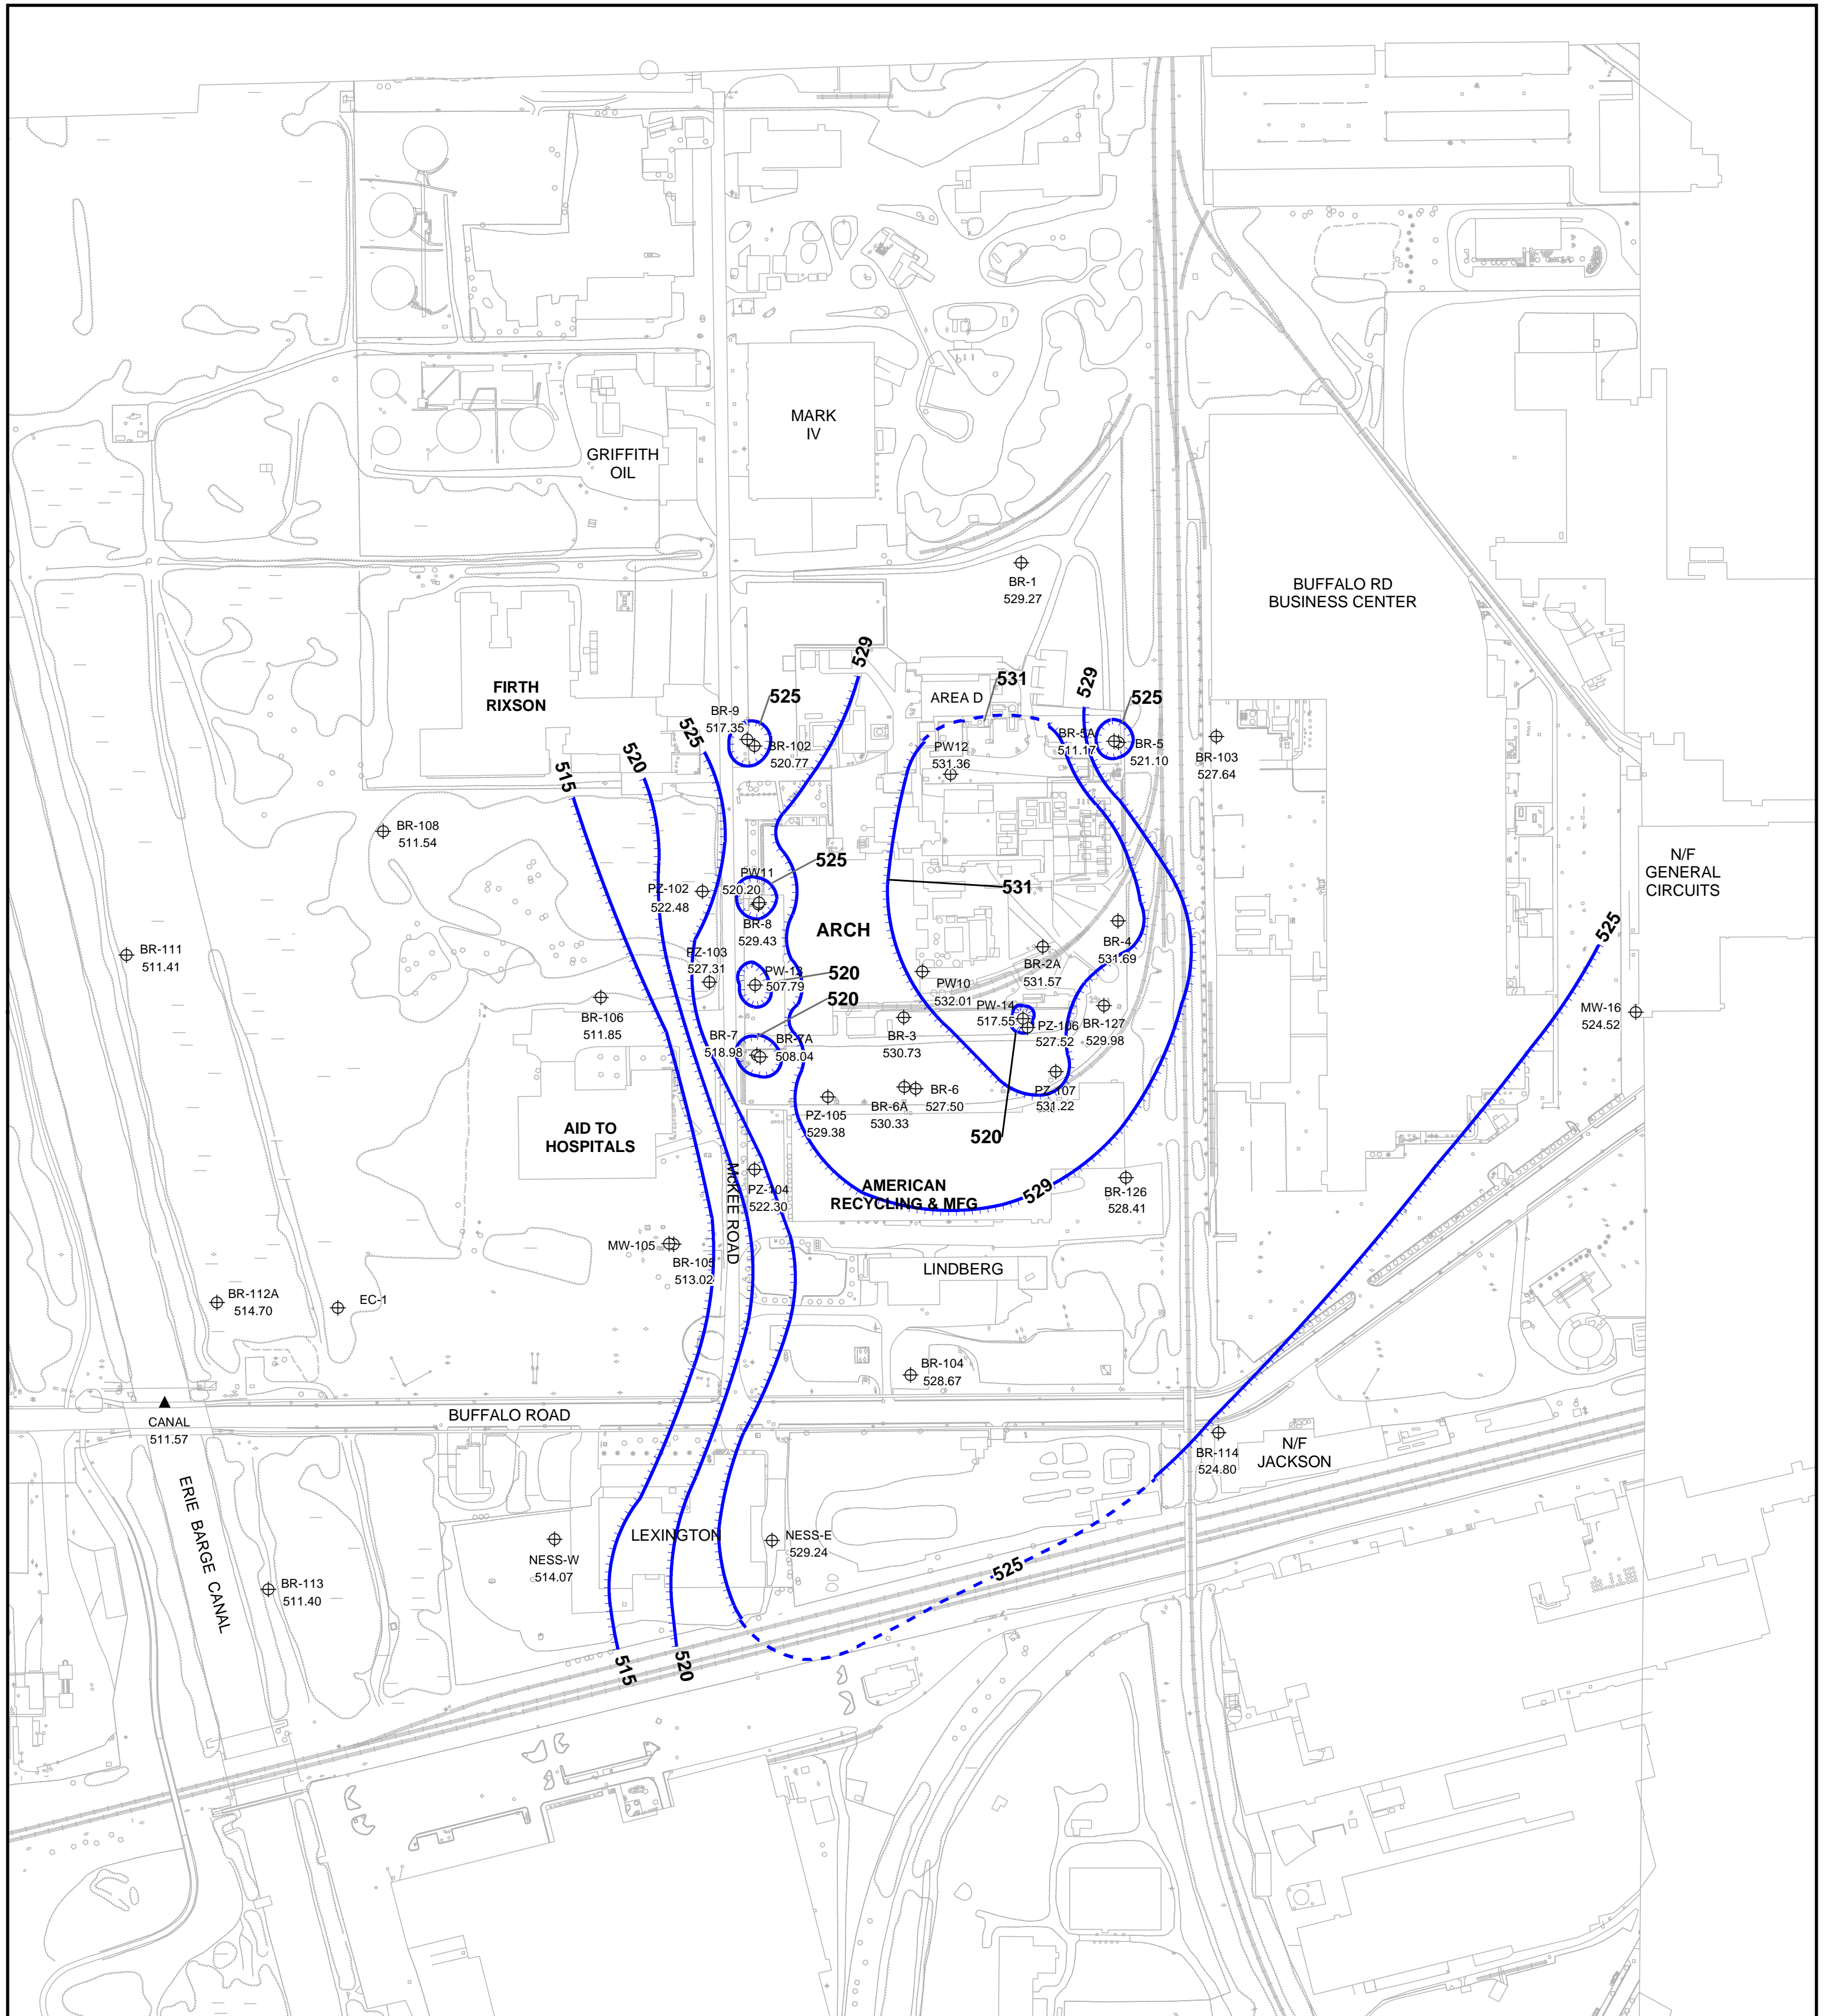 MARK
IV
GRIFFITH
OIL
BR-1
529.27
BUFFALO RD
BUSINESS CENTER
529
531
529
FIRTH
RIXSON
525
AREA D
525
BR-9
517.35
525
BR-102
520.77
BR-5A
511.17
BR-5
521.10
520
PW12
531.36
BR-103
527.64
515
BR-108
511.54
525
N/F
GENERAL
CIRCUITS
PW11
520.20
PZ-102
522.48
531
BR-8
529.43
ARCH
525
BR-4
531.69
BR-111
511.41
PZ-103
527.31
BR-2A
531.57
PW-13
507.79
520
PW10
532.01
520
PW-14
517.55
MW-16
524.52
BR-106
511.85
PZ-106
527.52
BR-127
529.98
BR-7
518.98
BR-7A
508.04
BR-3
530.73
BR-6
527.50
PZ-107
531.22
BR-6A
530.33
PZ-105
529.38
AID TO
HOSPITALS
520
McKEE ROAD
PZ-104
522.30
AMERICAN
RECYCLING & MFG
529
BR-126
528.41
MW-105
BR-105
513.02
LINDBERG
BR-112A
514.70
EC-1
BR-104
528.67
CANAL
511.57
BUFFALO ROAD
BR-114
524.80
N/F
JACKSON
ERIE BARGE CANAL
LEXINGTON
NESS-E
529.24
NESS-W
514.07
525
BR-113
511.40
515
520